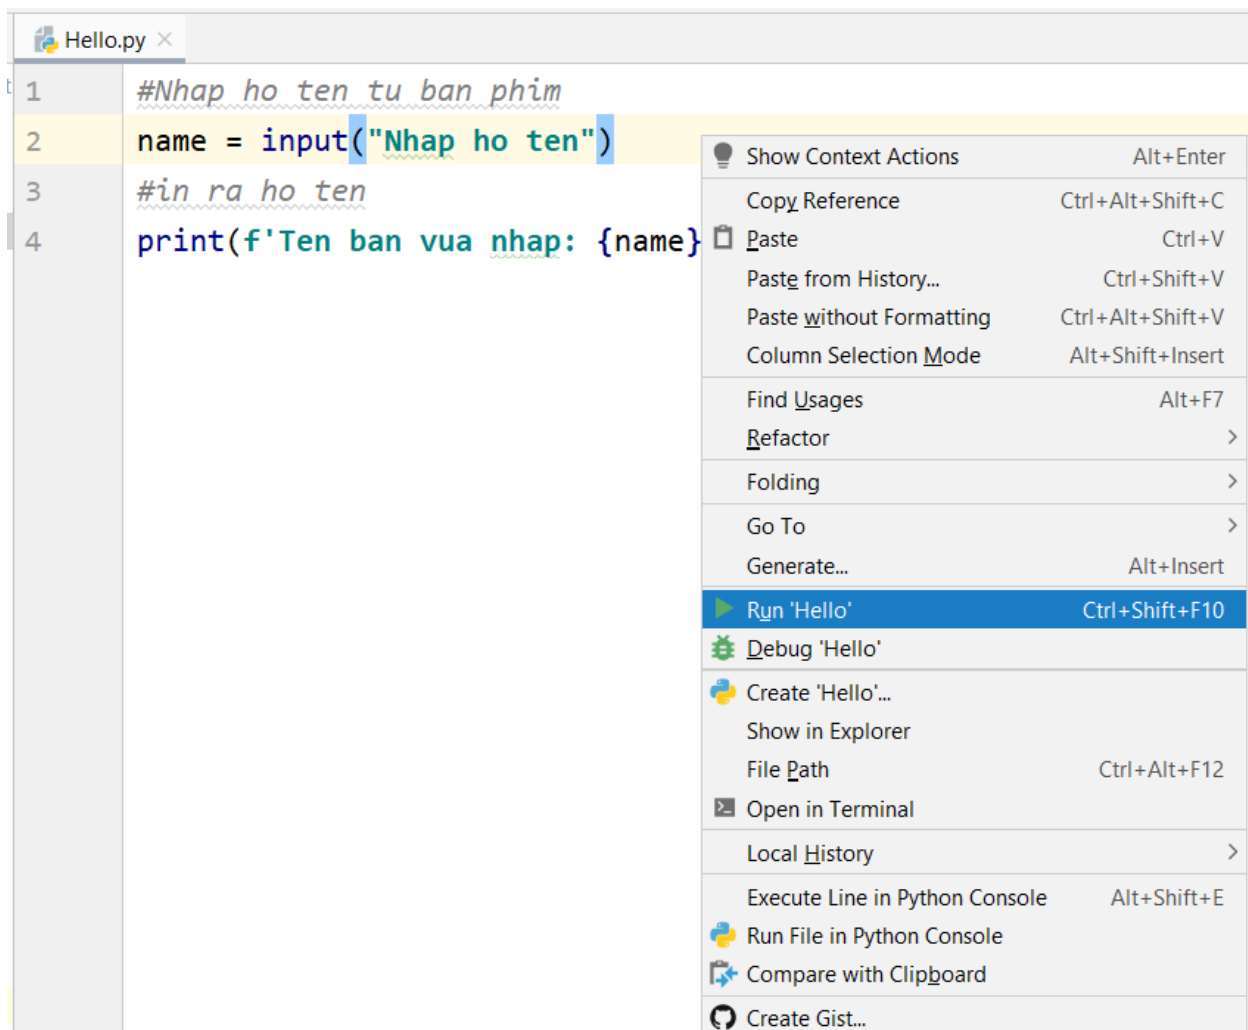 Hello.py
1 #Nhap ho ten tu ban phim
2 name = input("Nhap ho ten")
3 #in ra ho ten
4 print(f'Ten ban vua nhap: {name}
Show Context Actions Alt+Enter
Copy Reference Ctrl+Alt+Shift+C
Paste Ctrl+V
Paste from History... Ctrl+Shift+V
Paste without Formatting Ctrl+Alt+Shift+V
Column Selection Mode Alt+Shift+Insert
Find Usages Alt+F7
Refactor
Folding
Go To
Generate... Alt+Insert
Run 'Hello' Ctrl+Shift+F10
Debug 'Hello'
Create 'Hello'...
Show in Explorer
File Path Ctrl+Alt+F12
Open in Terminal
Local History
Execute Line in Python Console Alt+Shift+E
Run File in Python Console
Compare with Clipboard
Create Gist...